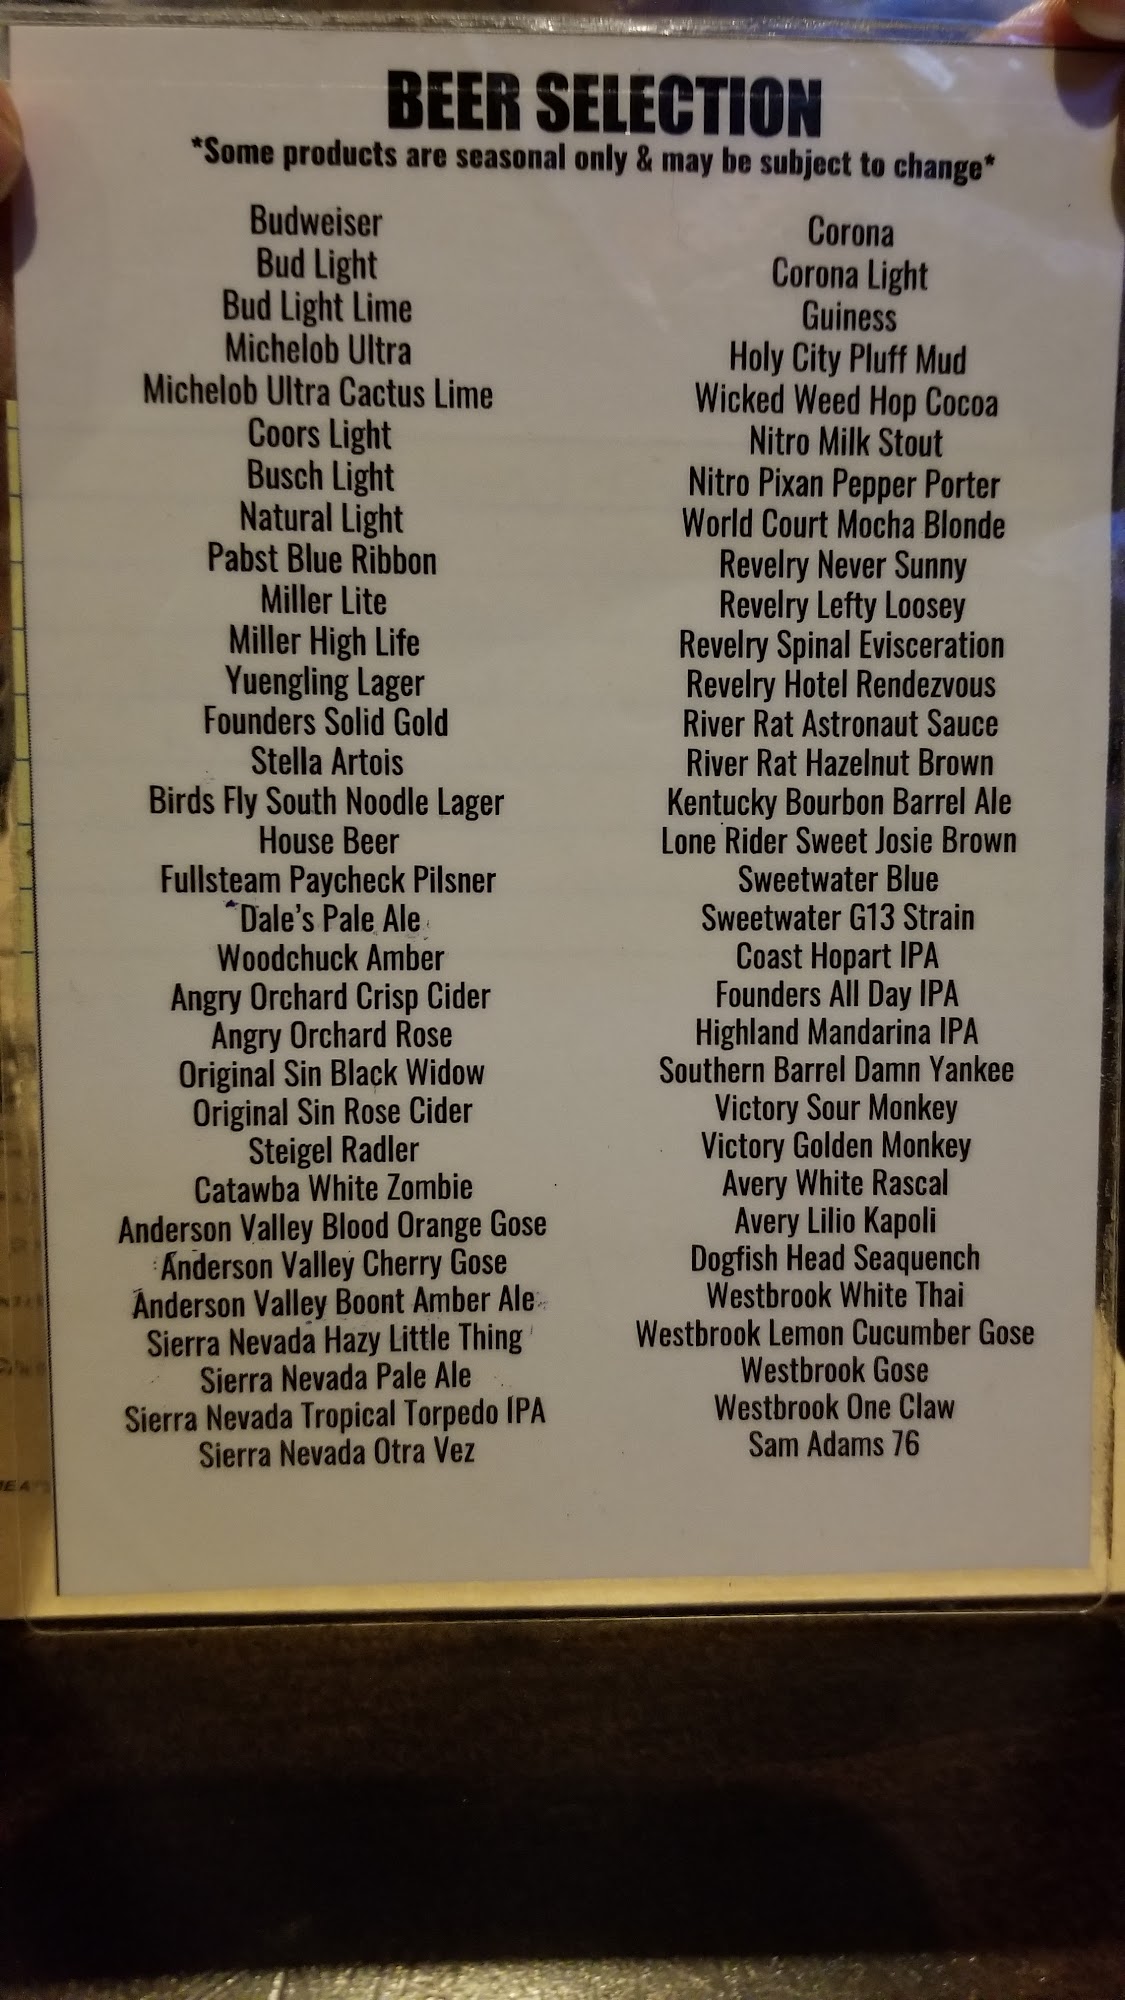 BEER SELECTION
*Some products are seasonal only & may be subject to change*
Budweiser
Bud Light
Bud Light Lime
Michelob Ultra
Michelob Ultra Cactus Lime
Coors Light
Busch Light
Natural Light
Pabst Blue Ribbon
Miller Lite
Miller High Life
Yuengling Lager
Founders Solid Gold
Stella Artois
Birds Fly South Noodle Lager
House Beer
Fullsteam Paycheck Pilsner
Dale's Pale Ale
Woodchuck Amber
Angry Orchard Crisp Cider
Angry Orchard Rose
Original Sin Black Widow
Original Sin Rose Cider
Steigel Radler
Catawba White Zombie
Anderson Valley Blood Orange Gose
Anderson Valley Cherry Gose
Anderson Valley Boont Amber Ale
Sierra Nevada Hazy Little Thing
Sierra Nevada Pale Ale
Sierra Nevada Tropical Torpedo IPA
Sierra Nevada Otra Vez
Corona
Corona Light
Guiness
Holy City Pluff Mud
Wicked Weed Hop Cocoa
Nitro Milk Stout
Nitro Pixan Pepper Porter
World Court Mocha Blonde
Revelry Never Sunny
Revelry Lefty Loosey
Revelry Spinal Evisceration
Revelry Hotel Rendezvous
River Rat Astronaut Sauce
River Rat Hazelnut Brown
Kentucky Bourbon Barrel Ale
Lone Rider Sweet Josie Brown
Sweetwater Blue
Sweetwater G13 Strain
Coast Hopart IPA
Founders All Day IPA
Highland Mandarina IPA
Southern Barrel Damn Yankee
Victory Sour Monkey
Victory Golden Monkey
Avery White Rascal
Avery Lilio Kapoli
Dogfish Head Seaquench
Westbrook White Thai
Westbrook Lemon Cucumber Gose
Westbrook Gose
Westbrook One Claw
Sam Adams 76